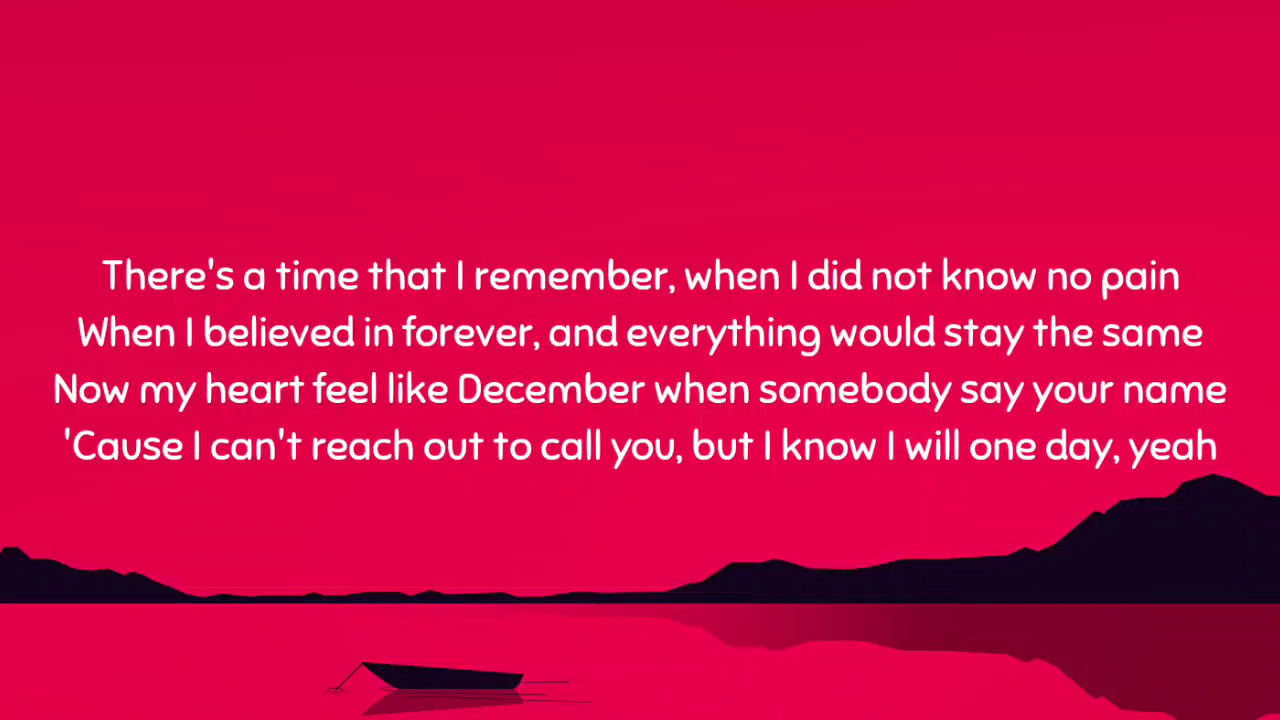 There's a time that I remember, when I did not know no pain
When I believed in forever, and everything would stay the same
Now my heart feel like December when somebody say your name
'Cause I can't reach out to call you, but I know I will one day, yeah